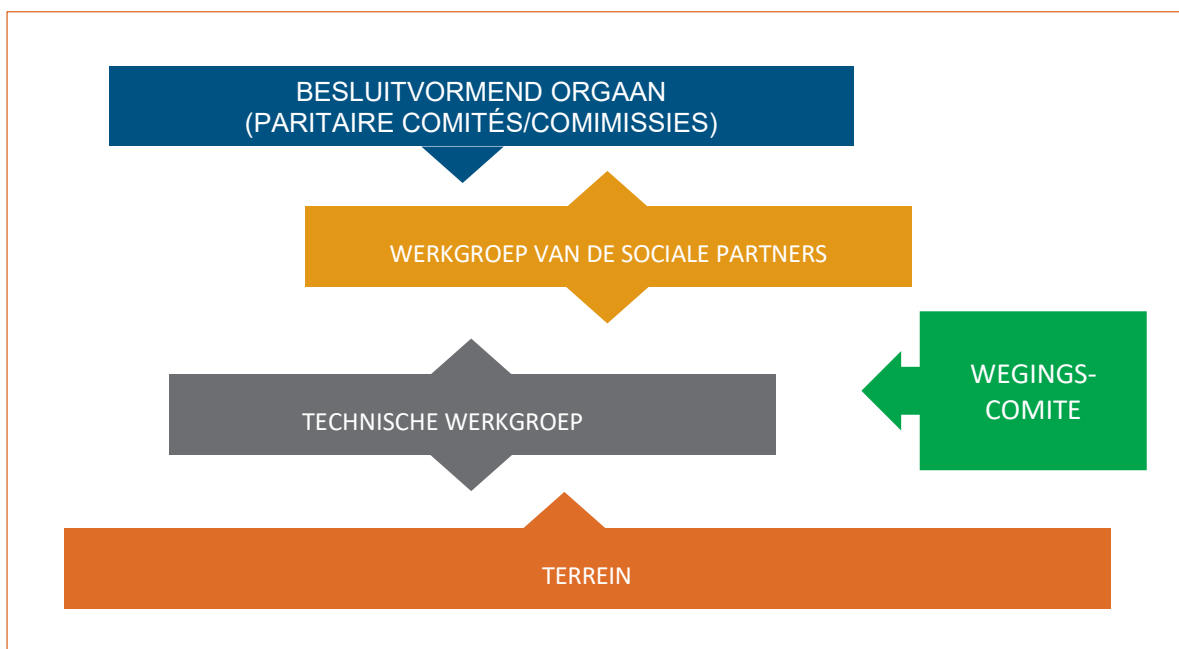 BESLUITVORMEND ORGAAN
(PARITAIRE COMITÉS/COMIMISSIES)
WERKGROEP VAN DE SOCIALE PARTNERS
WEGINGS-
COMITE
TECHNISCHE WERKGROEP
TERREIN